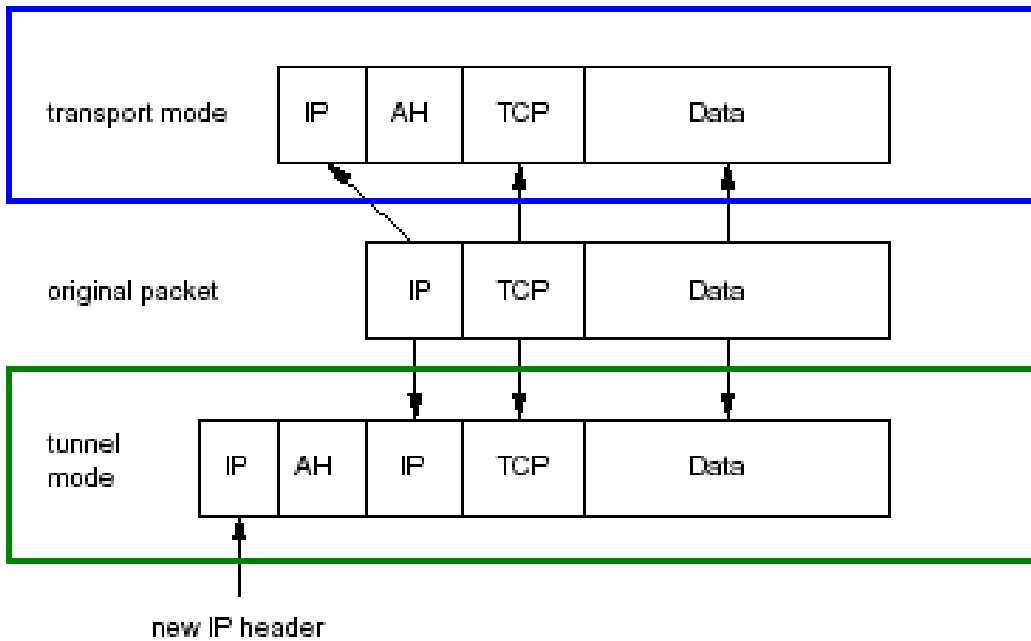 transport mode IP AH TCP Data
original packet IP TCP Data
tunnel
mode
IP AH IP TCP Data
new IP header